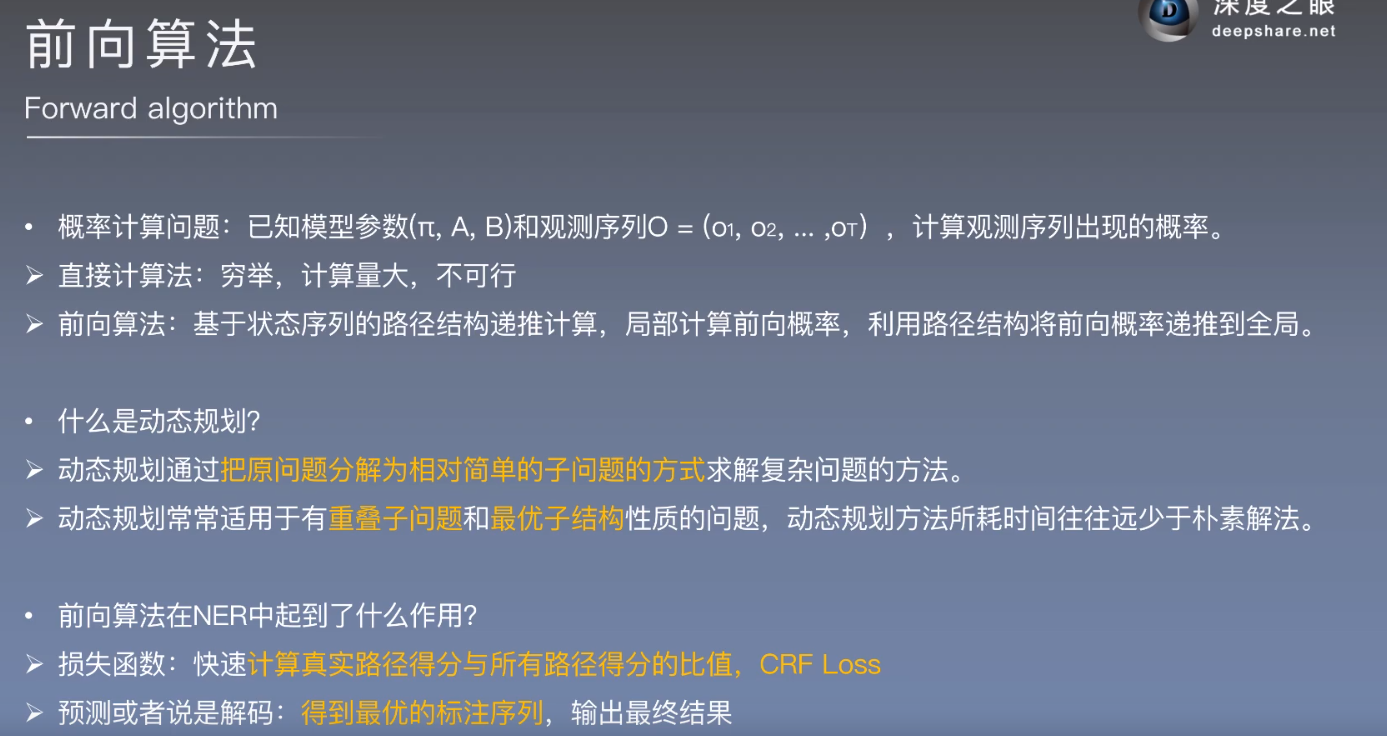 深度之眼
deepshare.net
前向算法
Forward algorithm
• 概率计算问题：已知模型参数(π, A, B)和观测序列O = (o1, o2, ... ,oT) ，计算观测序列出现的概率。
➢ 直接计算法：穷举，计算量大，不可行
➢ 前向算法：基于状态序列的路径结构递推计算，局部计算前向概率，利用路径结构将前向概率递推到全局。
• 什么是动态规划？
➢ 动态规划通过把原问题分解为相对简单的子问题的方式求解复杂问题的方法。
➢ 动态规划常常适用于有重叠子问题和最优子结构性质的问题，动态规划方法所耗时间往往远少于朴素解法。
• 前向算法在NER中起到了什么作用？
➢ 损失函数：快速计算真实路径得分与所有路径得分的比值，CRF Loss
➢ 预测或者说是解码：得到最优的标注序列，输出最终结果